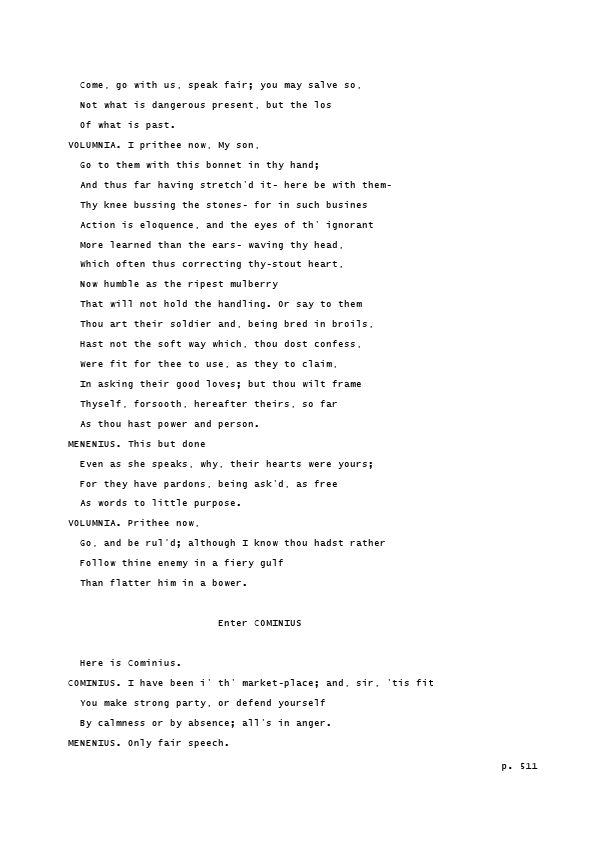 Come, go with us, speak fair; you may salve so,
Not what is dangerous present, but the los
Of what is past.
VOLUMNIA. I prithee now, My son,
Go to them with this bonnet in thy hand;
And thus far having stretch'd it- here be with them-
Thy knee bussing the stones- for in such busines
Action is eloquence, and the eyes of th' ignorant
More learned than the ears- waving thy head,
Which often thus correcting thy-stout heart,
Now humble as the ripest mulberry
That will not hold the handling. Or say to them
Thou art their soldier and, being bred in broils,
Hast not the soft way which, thou dost confess,
Were fit for thee to use, as they to claim,
In asking their good loves; but thou wilt frame
Thyself, forsooth, hereafter theirs, so far
As thou hast power and person.
MENENIUS. This but done
Even as she speaks, why, their hearts were yours;
For they have pardons, being ask'd, as free
As words to little purpose.
VOLUMNIA. Prithee now,
Go, and be rul'd; although I know thou hadst rather
Follow thine enemy in a fiery gulf
Than flatter him in a bower.
Enter COMINIUS
Here is Cominius.
COMINIUS. I have been i' th' market-place; and, sir, 'tis fit
You make strong party, or defend yourself
By calmness or by absence; all's in anger.
MENENIUS. Only fair speech.
p. 511